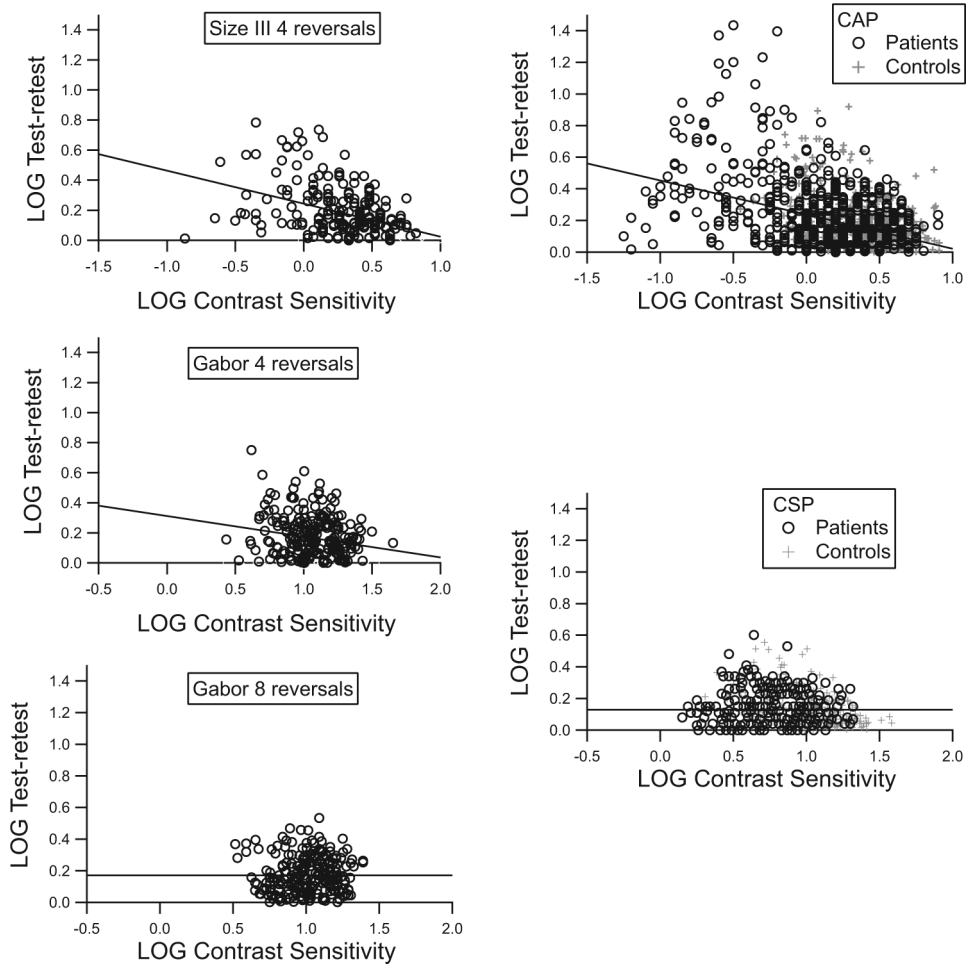 Size III 4 reversals
LOG Test-retest
1.4
1.2
1.0
0.8
0.6
0.4
0.2
0.0
-1.5 -1.0 -0.5 0.0 0.5 1.0
LOG Contrast Sensitivity
CAP
Patients
Controls
LOG Test-retest
1.4
1.2
1.0
0.8
0.6
0.4
0.2
0.0
-1.5 -1.0 -0.5 0.0 0.5 1.0
LOG Contrast Sensitivity
Gabor 4 reversals
LOG Test-retest
1.4
1.2
1.0
0.8
0.6
0.4
0.2
0.0
-0.5 0.0 0.5 1.0 1.5 2.0
LOG Contrast Sensitivity
CSP
Patients
Controls
LOG Test-retest
1.4
1.2
1.0
0.8
0.6
0.4
0.2
0.0
-0.5 0.0 0.5 1.0 1.5 2.0
LOG Contrast Sensitivity
Gabor 8 reversals
LOG Test-retest
1.4
1.2
1.0
0.8
0.6
0.4
0.2
0.0
-0.5 0.0 0.5 1.0 1.5 2.0
LOG Contrast Sensitivity